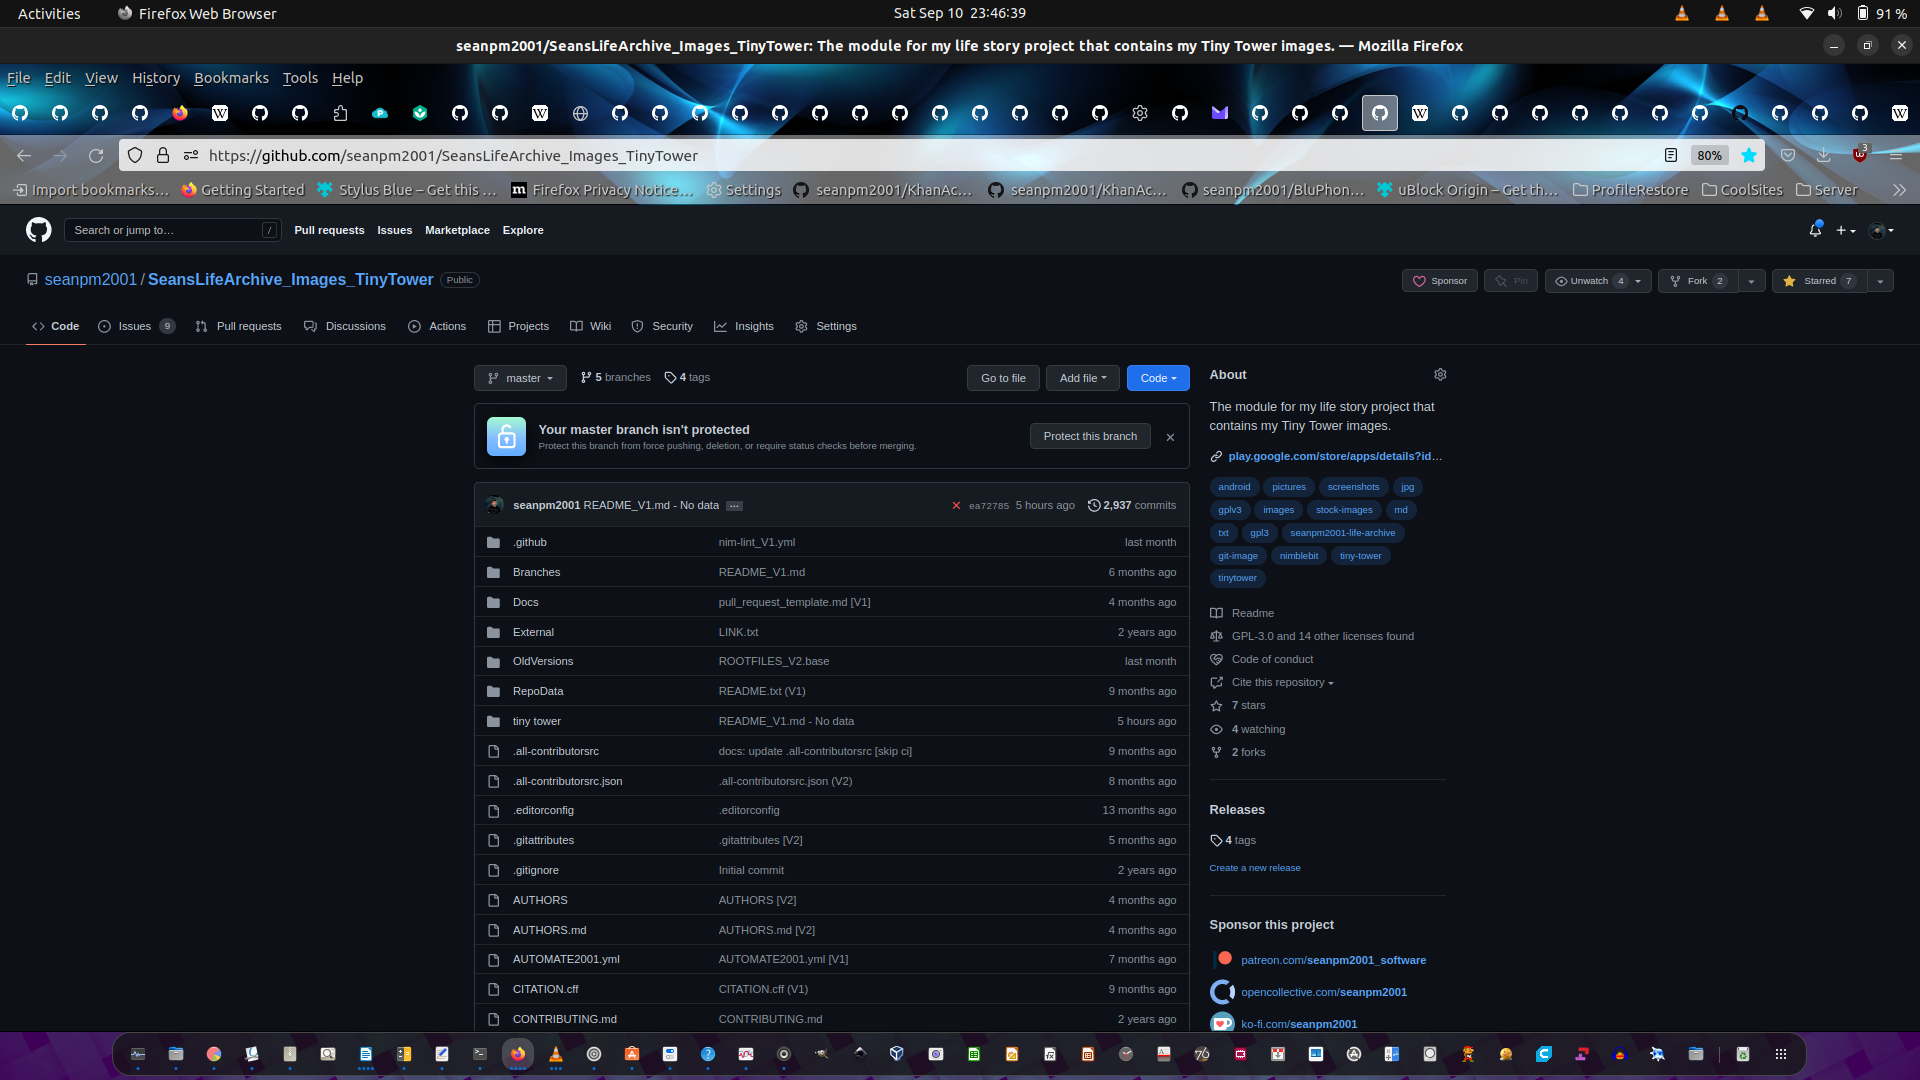 Activities
Firefox Web Browser
Sat Sep 10 23:46:39
91 %
seanpm2001/SeansLifeArchive_Images_TinyTower: The module for my life story project that contains my Tiny Tower images. — Mozilla Firefox
File Edit View History Bookmarks Tools Help
https://github.com/seanpm2001/SeansLifeArchive_Images_TinyTower
80%
3
Import bookmarks… Getting Started Stylus Blue – Get this … Firefox Privacy Notice… Settings seanpm2001/KhanAc… seanpm2001/KhanAc… seanpm2001/BluPhon… uBlock Origin – Get th… ProfileRestore CoolSites Server
Search or jump to… /
Pull requests Issues Marketplace Explore
seanpm2001 / SeansLifeArchive_Images_TinyTower Public
Sponsor Pin Unwatch 4 Fork 2 Starred 7
Code Issues 9 Pull requests Discussions Actions Projects Wiki Security Insights Settings
master 5 branches 4 tags Go to file Add file Code
Your master branch isn't protected
Protect this branch from force pushing, deletion, or require status checks before merging.
Protect this branch
seanpm2001 README_V1.md - No data … ea72785 5 hours ago 2,937 commits
.github nim-lint_V1.yml last month
Branches README_V1.md 6 months ago
Docs pull_request_template.md [V1] 4 months ago
External LINK.txt 2 years ago
OldVersions ROOTFILES_V2.base last month
RepoData README.txt (V1) 9 months ago
tiny tower README_V1.md - No data 5 hours ago
.all-contributorsrc docs: update .all-contributorsrc [skip ci] 9 months ago
.all-contributorsrc.json .all-contributorsrc.json (V2) 8 months ago
.editorconfig .editorconfig 13 months ago
.gitattributes .gitattributes [V2] 5 months ago
.gitignore Initial commit 2 years ago
AUTHORS AUTHORS [V2] 4 months ago
AUTHORS.md AUTHORS.md [V2] 4 months ago
AUTOMATE2001.yml AUTOMATE2001.yml [V1] 7 months ago
CITATION.cff CITATION.cff (V1) 9 months ago
CONTRIBUTING.md CONTRIBUTING.md 2 years ago
About
The module for my life story project that
contains my Tiny Tower images.
play.google.com/store/apps/details?id…
android pictures screenshots jpg
gplv3 images stock-images md
txt gpl3 seanpm2001-life-archive
git-image nimblebit tiny-tower
tinytower
Readme
GPL-3.0 and 14 other licenses found
Code of conduct
Cite this repository
7 stars
4 watching
2 forks
Releases
4 tags
Create a new release
Sponsor this project
patreon.com/seanpm2001_software
opencollective.com/seanpm2001
ko-fi.com/seanpm2001